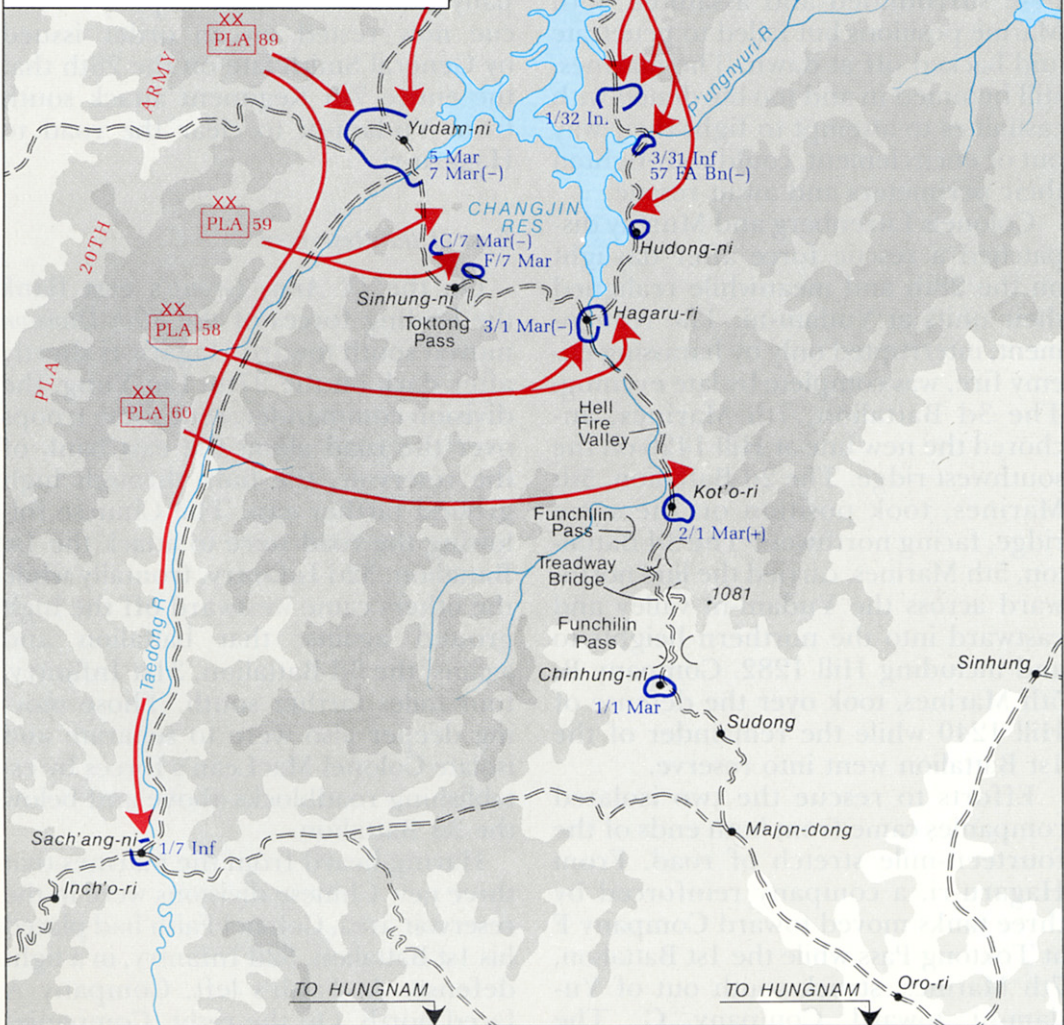 XX
PLA 89
PLA 20TH ARMY
P'ungnyuri R
1/32 In.
Yudam-ni
5 Mar
7 Mar(-)
3/31 Inf
57 FA Bn(-)
XX
PLA 59
CHANGJIN
RES
C/7 Mar(-)
F/7 Mar
Hudong-ni
Sinhung-ni
Toktong
Pass
3/1 Mar(-)
Hagaru-ri
XX
PLA 58
XX
PLA 60
Hell
Fire
Valley
Kot'o-ri
Funchilin
Pass
2/1 Mar(+)
Treadway
Bridge
1081
Funchilin
Pass
Taedong R
Chinhung-ni
1/1 Mar
Sinhung
Sudong
Majon-dong
Sach'ang-ni
1/7 Inf
Inch'o-ri
Oro-ri
TO HUNGNAM
TO HUNGNAM